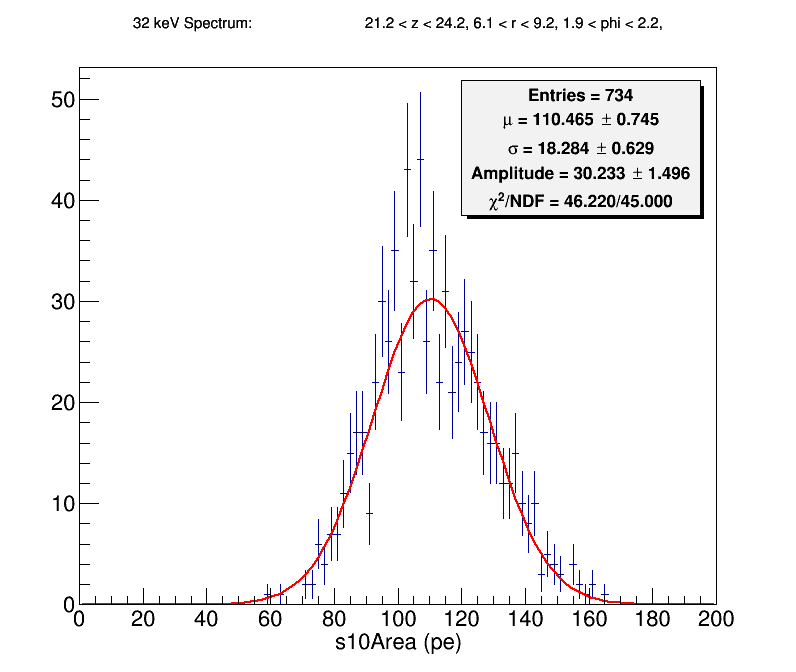 32 keV Spectrum: 21.2 < z < 24.2, 6.1 < r < 9.2, 1.9 < phi < 2.2,
Entries = 734
μ = 110.465 ± 0.745
σ = 18.284 ± 0.629
Amplitude = 30.233 ± 1.496
χ²/NDF = 46.220/45.000
50
40
30
20
10
0
0 20 40 60 80 100 120 140 160 180 200
s10Area (pe)